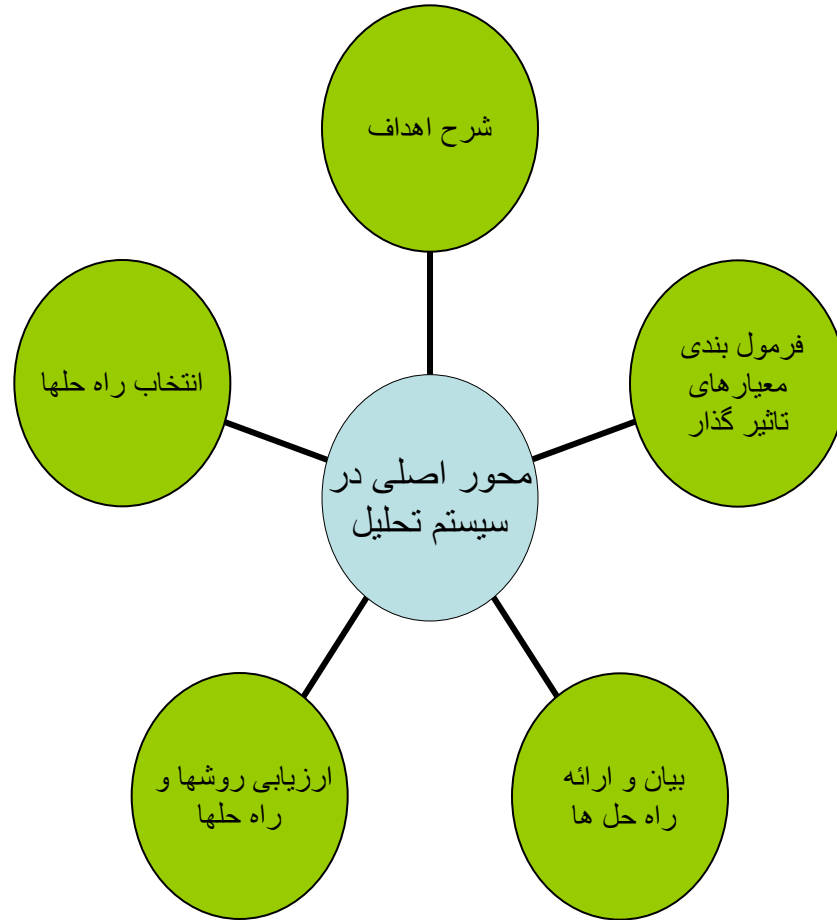 شرح اهداف
فرمول بندی
معیارهای
تاثیر گذار
انتخاب راه حلها
محور اصلی در
سیستم تحلیل
بیان و ارائه
راه حل ها
ارزیابی روشها و
راه حلها